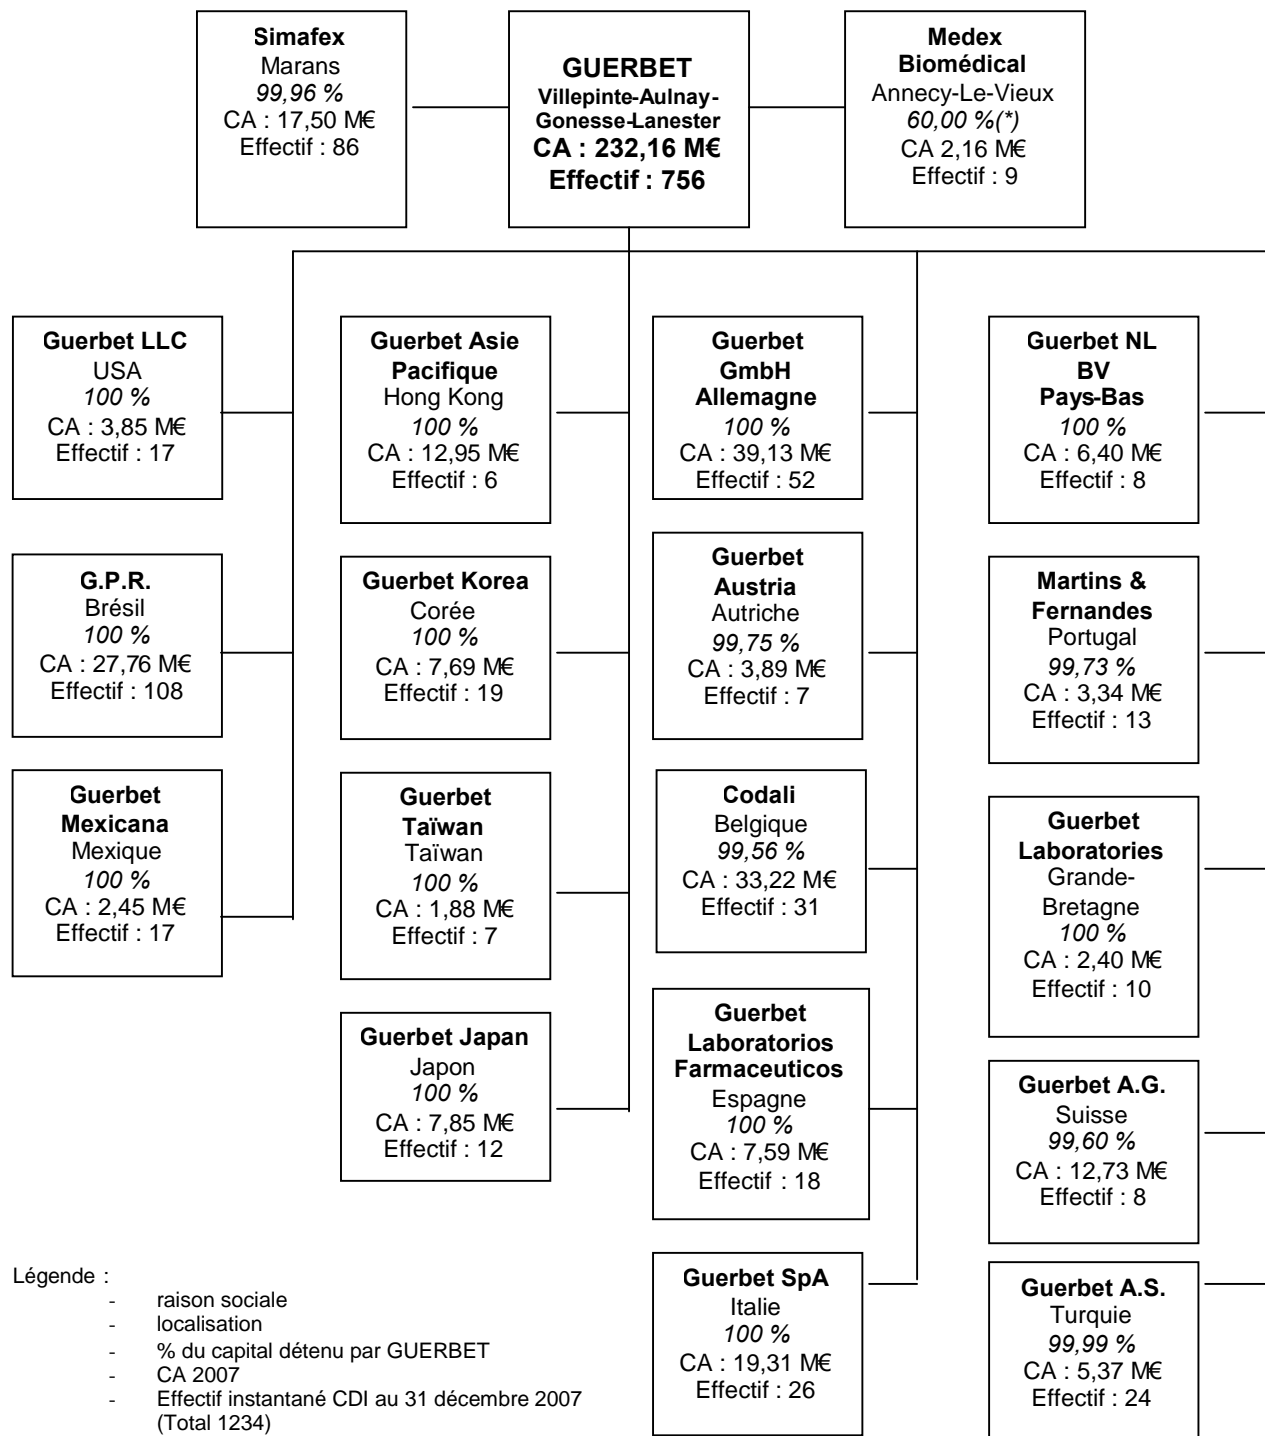 Simafex
Marans
99,96 %
CA : 17,50 M€
Effectif : 86
GUERBET
Villepinte-Aulnay-
Gonesse-Lanester
CA : 232,16 M€
Effectif : 756
Medex
Biomédical
Annecy-Le-Vieux
60,00 %(*)
CA 2,16 M€
Effectif : 9
Guerbet LLC
USA
100 %
CA : 3,85 M€
Effectif : 17
Guerbet Asie
Pacifique
Hong Kong
100 %
CA : 12,95 M€
Effectif : 6
Guerbet
GmbH
Allemagne
100 %
CA : 39,13 M€
Effectif : 52
Guerbet NL
BV
Pays-Bas
100 %
CA : 6,40 M€
Effectif : 8
G.P.R.
Brésil
100 %
CA : 27,76 M€
Effectif : 108
Guerbet Korea
Corée
100 %
CA : 7,69 M€
Effectif : 19
Guerbet
Austria
Autriche
99,75 %
CA : 3,89 M€
Effectif : 7
Martins &
Fernandes
Portugal
99,73 %
CA : 3,34 M€
Effectif : 13
Guerbet
Mexicana
Mexique
100 %
CA : 2,45 M€
Effectif : 17
Guerbet
Taïwan
Taïwan
100 %
CA : 1,88 M€
Effectif : 7
Codali
Belgique
99,56 %
CA : 33,22 M€
Effectif : 31
Guerbet
Laboratories
Grande-
Bretagne
100 %
CA : 2,40 M€
Effectif : 10
Guerbet Japan
Japon
100 %
CA : 7,85 M€
Effectif : 12
Guerbet
Laboratorios
Farmaceuticos
Espagne
100 %
CA : 7,59 M€
Effectif : 18
Guerbet A.G.
Suisse
99,60 %
CA : 12,73 M€
Effectif : 8
Guerbet SpA
Italie
100 %
CA : 19,31 M€
Effectif : 26
Guerbet A.S.
Turquie
99,99 %
CA : 5,37 M€
Effectif : 24
Légende :
- raison sociale
- localisation
- % du capital détenu par GUERBET
- CA 2007
- Effectif instantané CDI au 31 décembre 2007
(Total 1234)